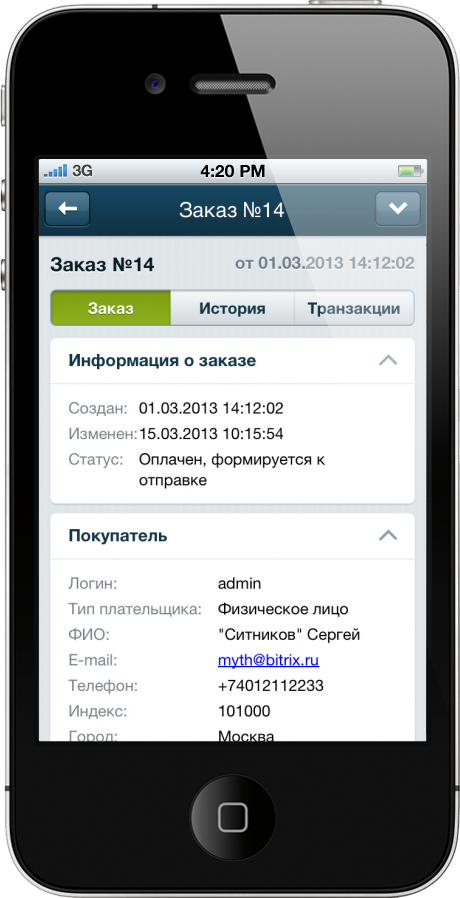 3G 4:20 PM
Заказ №14
Заказ №14 от 01.03.2013 14:12:02
Заказ История Транзакции
Информация о заказе
Создан: 01.03.2013 14:12:02
Изменен: 15.03.2013 10:15:54
Статус: Оплачен, формируется к
отправке
Покупатель
Логин: admin
Тип плательщика: Физическое лицо
ФИО: "Ситников" Сергей
E-mail: myth@bitrix.ru
Телефон: +74012112233
Индекс: 101000
Город: Москва